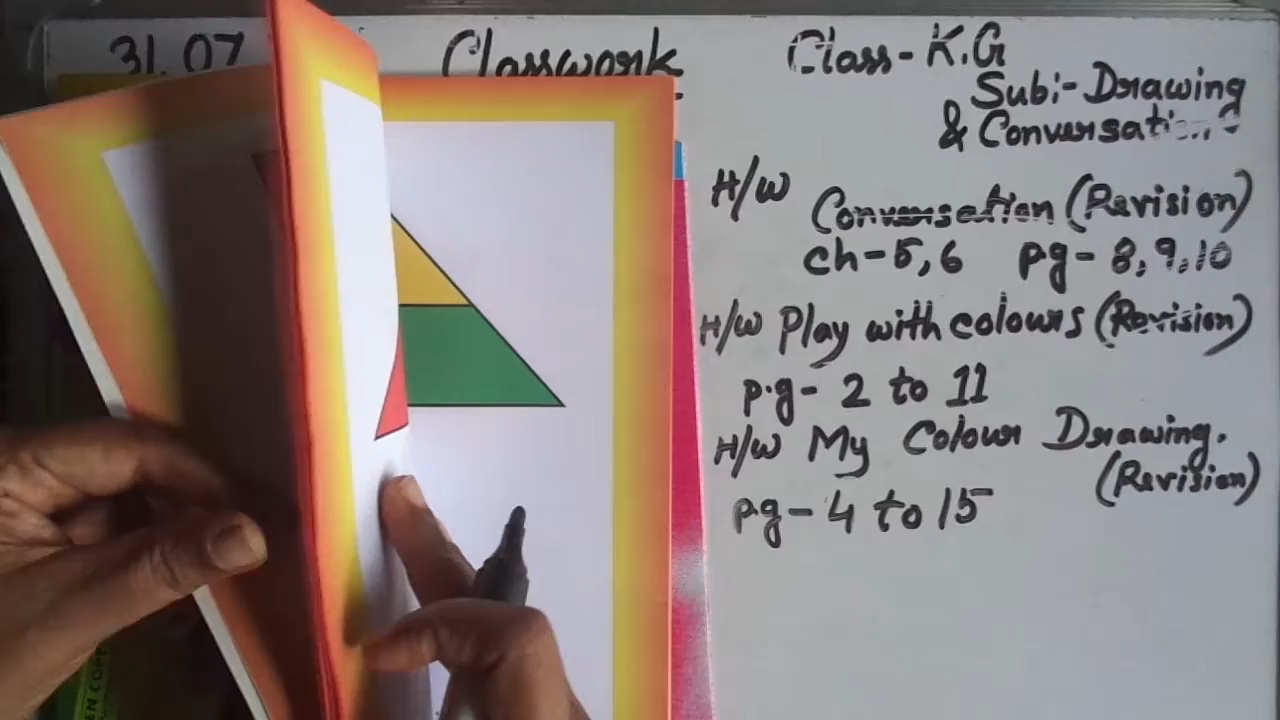 31.07
Classwork
Class- K.G
Sub:- Drawing
& Conversation
H/W Conversation (Revision)
ch-5,6 pg- 8,9,10
H/W Play with colours (Revision)
p.g- 2 to 11
H/W My Colour Drawing.
(Revision)
pg- 4 to 15